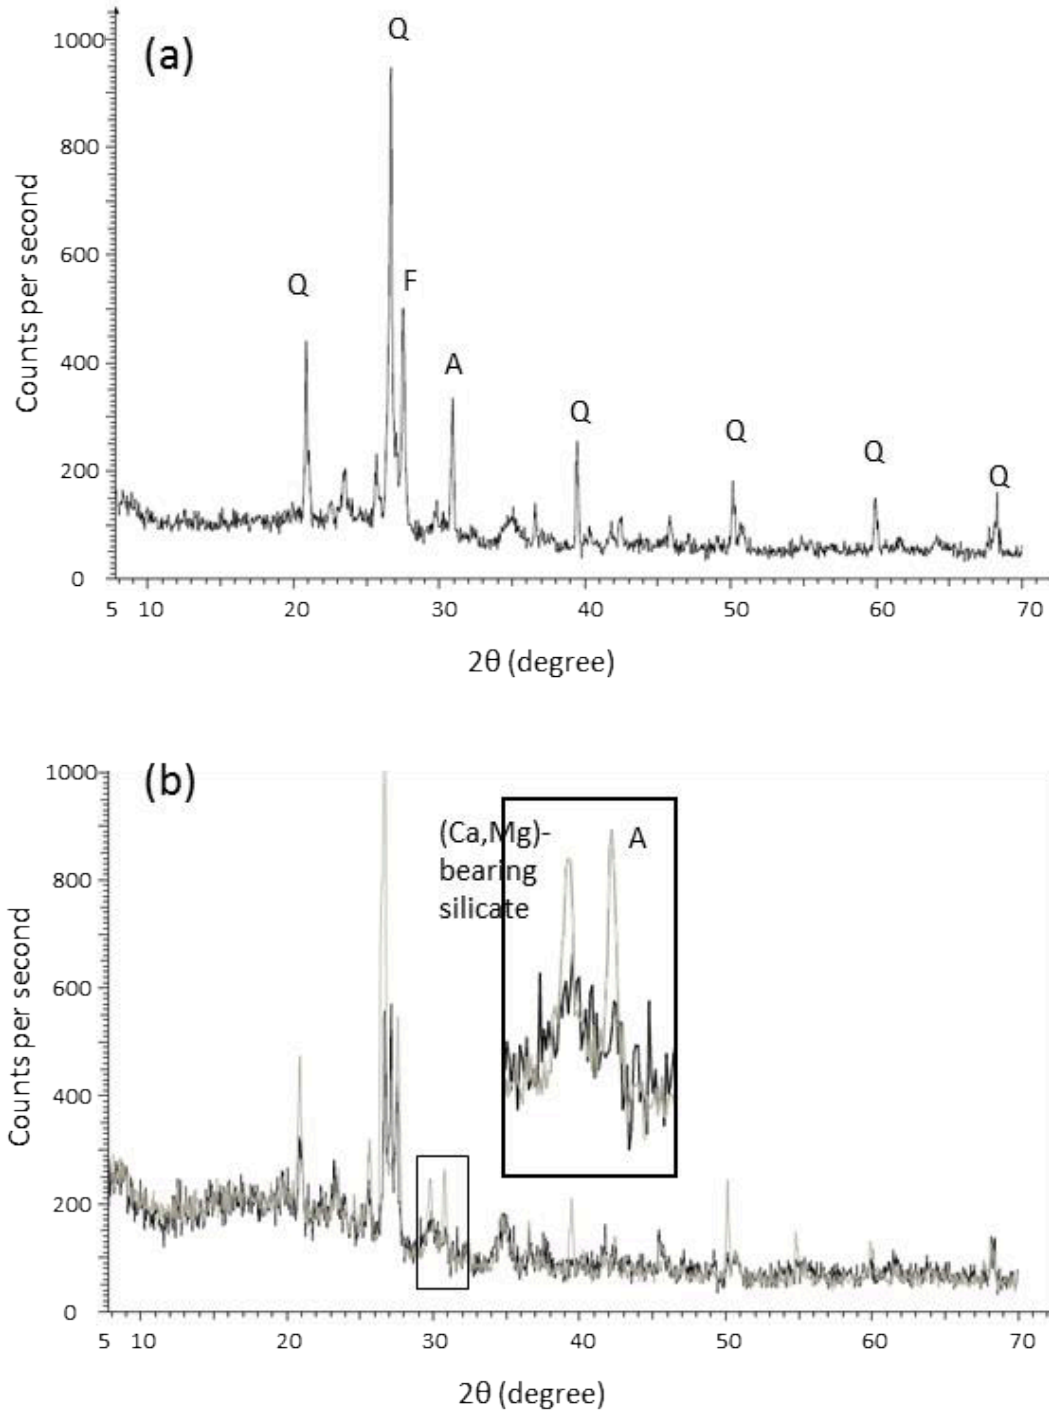 (a)
Q
1000
800
600
400
200
0
Counts per second
Q
F
A
Q
Q
Q
Q
5 10 20 30 40 50 60 70
2θ (degree)
(b)
1000
800
600
400
200
0
Counts per second
(Ca,Mg)-
bearing
silicate
A
5 10 20 30 40 50 60 70
2θ (degree)